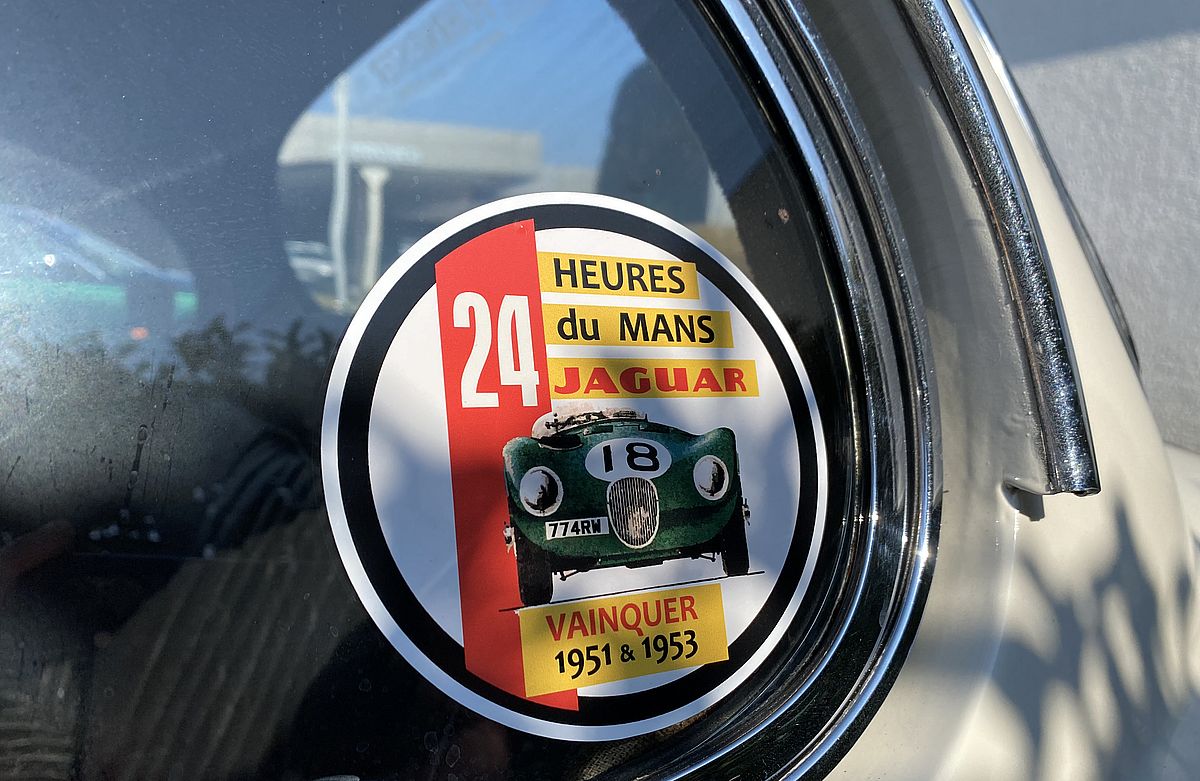 24
HEURES
du MANS
JAGUAR
18
774RW
VAINQUER
1951 & 1953